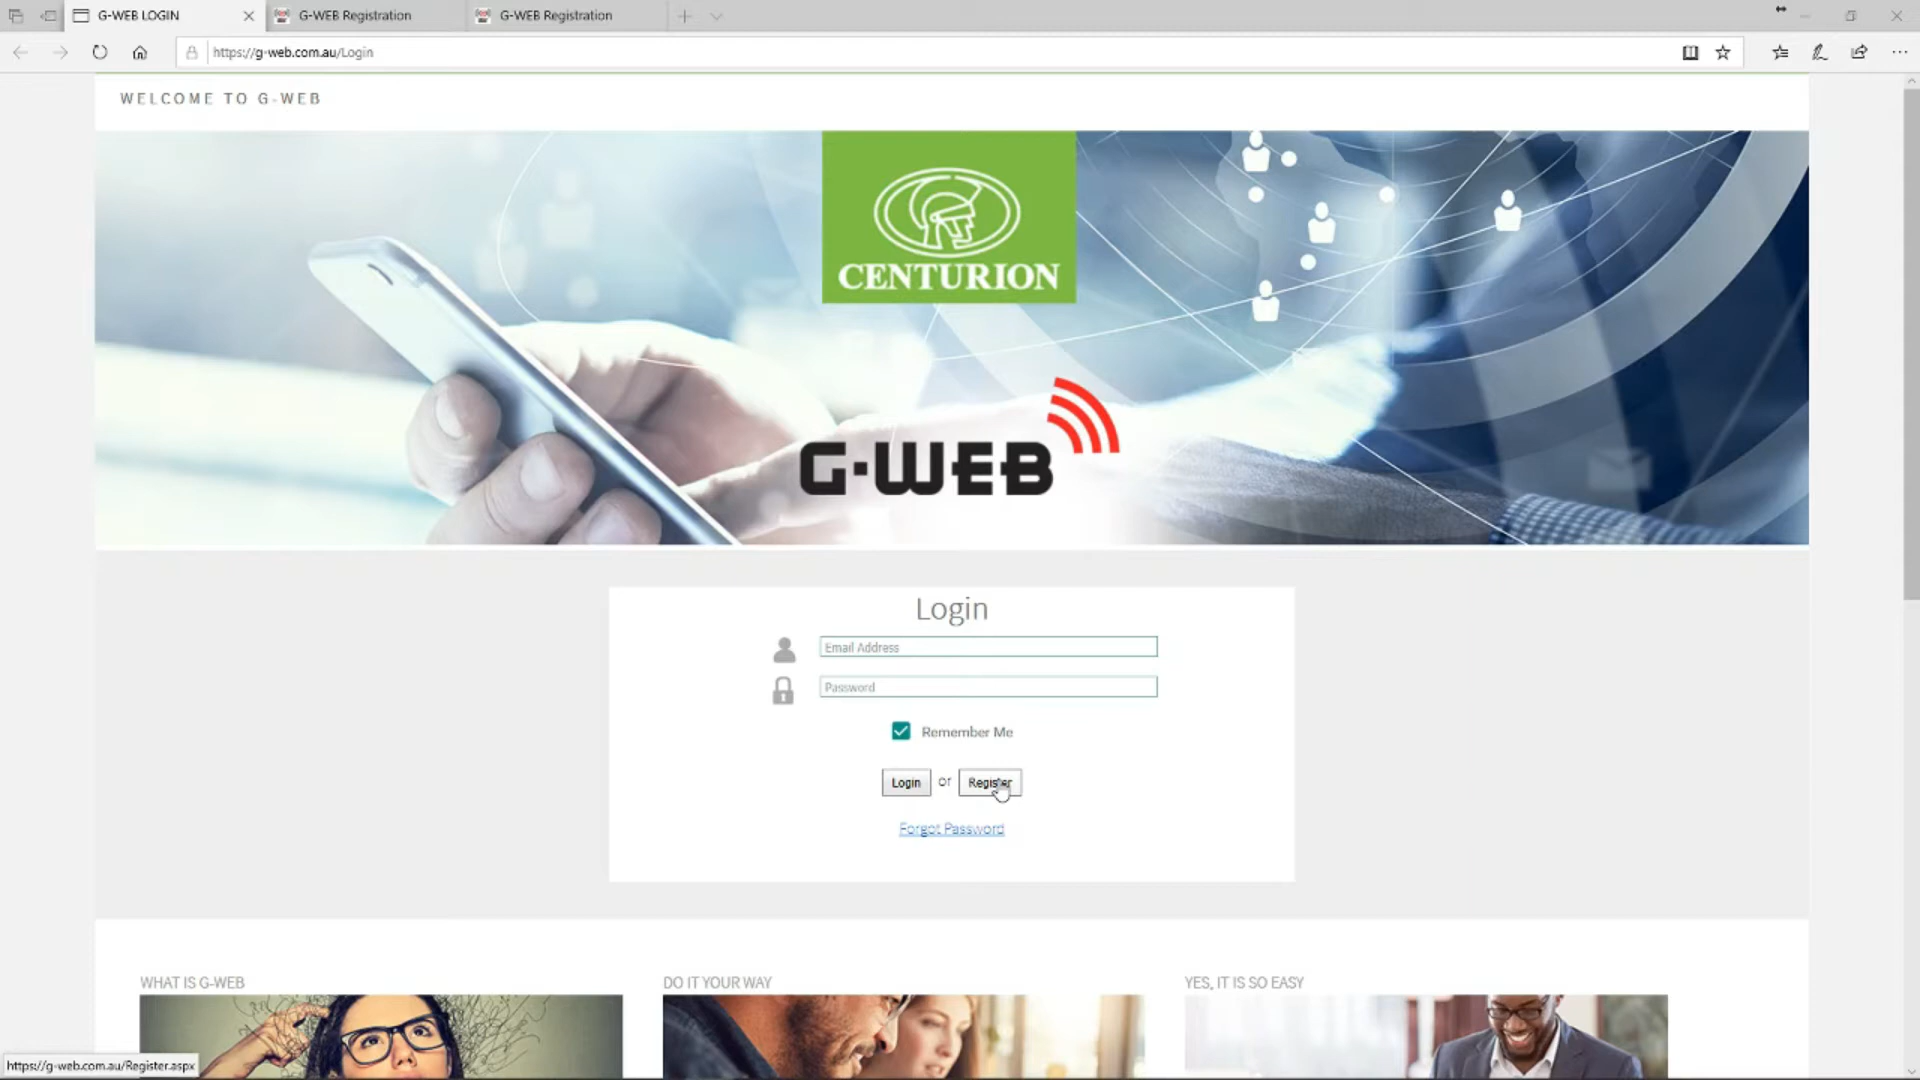 G-WEB LOGIN
G-WEB Registration
G-WEB Registration
https://g-web.com.au/Login
WELCOME TO G-WEB
CENTURION
G·WEB
Login
Email Address
Password
Remember Me
Login or Register
Forgot Password
WHAT IS G-WEB
DO IT YOUR WAY
YES, IT IS SO EASY
https://g-web.com.au/Register.aspx